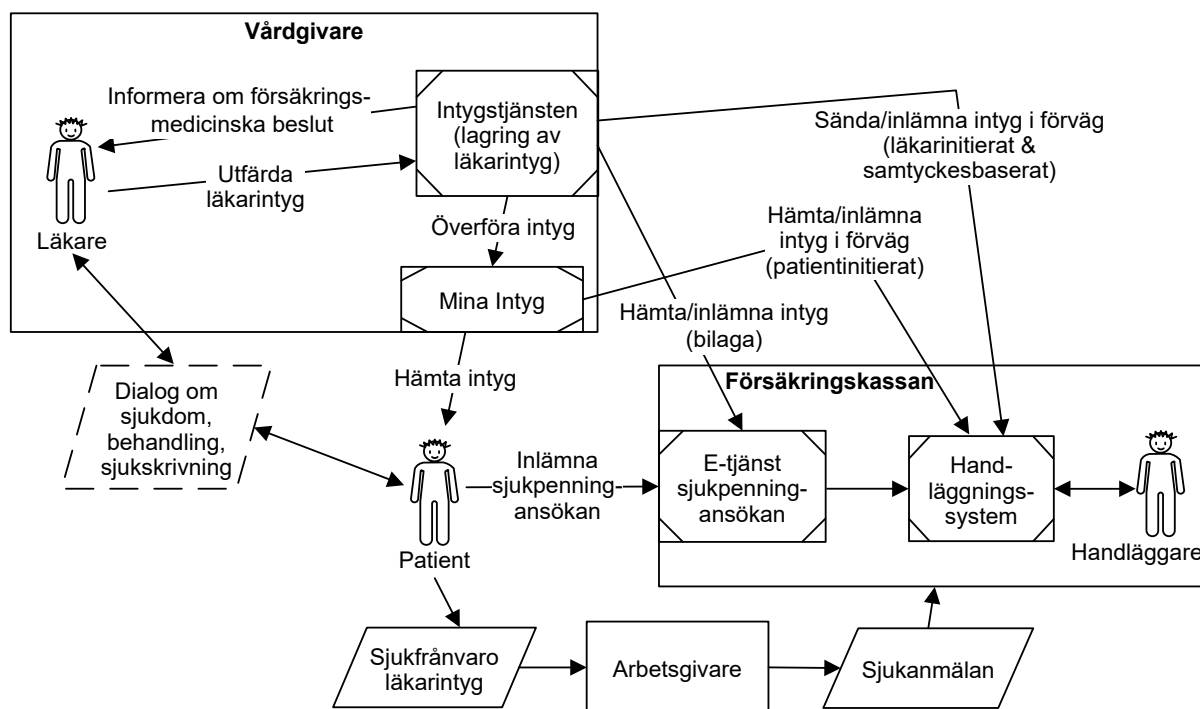 Vårdgivare
Informera om försäkrings-
medicinska beslut
Intygstjänsten
(lagring av
läkarintyg)
Utfärda
läkarintyg
Läkare
Överföra intyg
Mina Intyg
Sända/inlämna intyg i förväg
(läkarinitierat &
samtyckesbaserat)
Hämta/inlämna
intyg i förväg
(patientinitierat)
Hämta/inlämna intyg
(bilaga)
Hämta intyg
Dialog om
sjukdom,
behandling,
sjukskrivning
Försäkringskassan
Patient
Inlämna
sjukpenning-
ansökan
E-tjänst
sjukpenning-
ansökan
Hand-
läggnings-
system
Handläggare
Sjukfrånvaro
läkarintyg
Arbetsgivare
Sjukanmälan